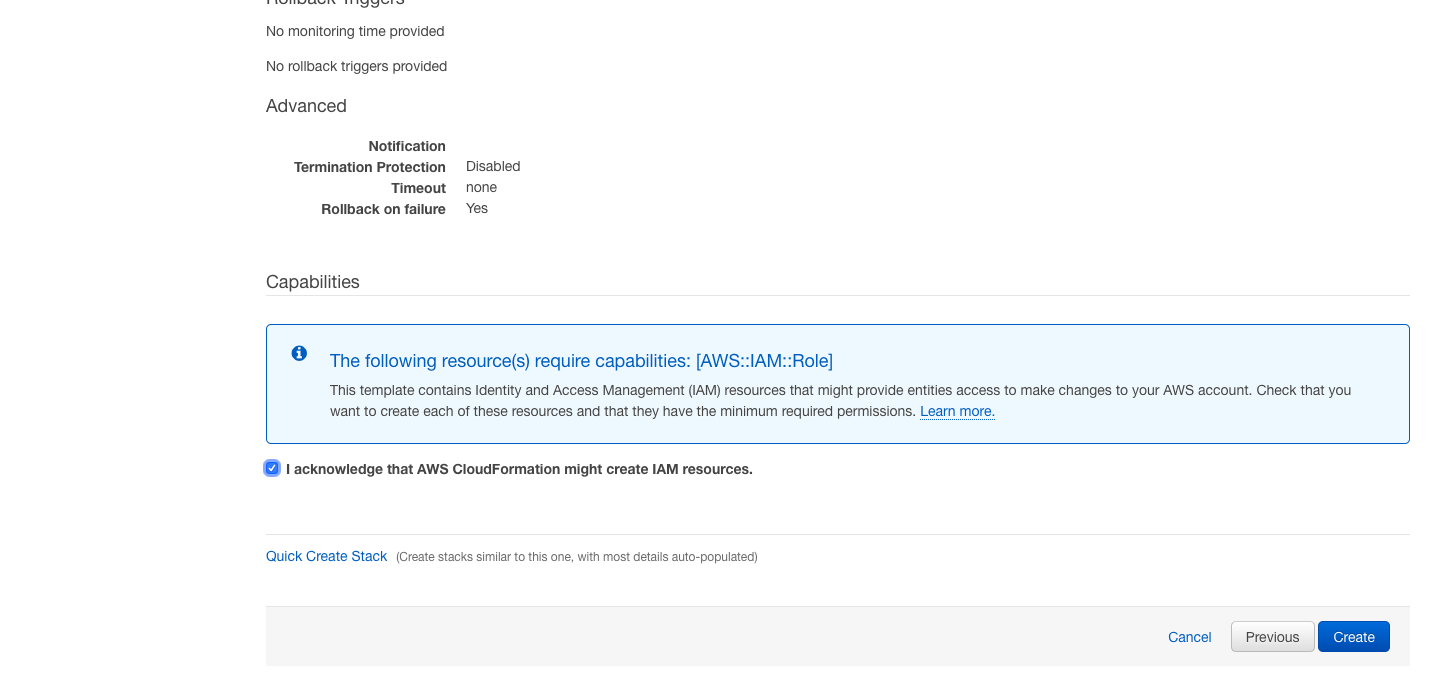 Rollback Triggers
No monitoring time provided
No rollback triggers provided
Advanced
Notification
Termination Protection Disabled
Timeout none
Rollback on failure Yes
Capabilities
The following resource(s) require capabilities: [AWS::IAM::Role]
This template contains Identity and Access Management (IAM) resources that might provide entities access to make changes to your AWS account. Check that you
want to create each of these resources and that they have the minimum required permissions. Learn more.
I acknowledge that AWS CloudFormation might create IAM resources.
Quick Create Stack (Create stacks similar to this one, with most details auto-populated)
Cancel Previous Create